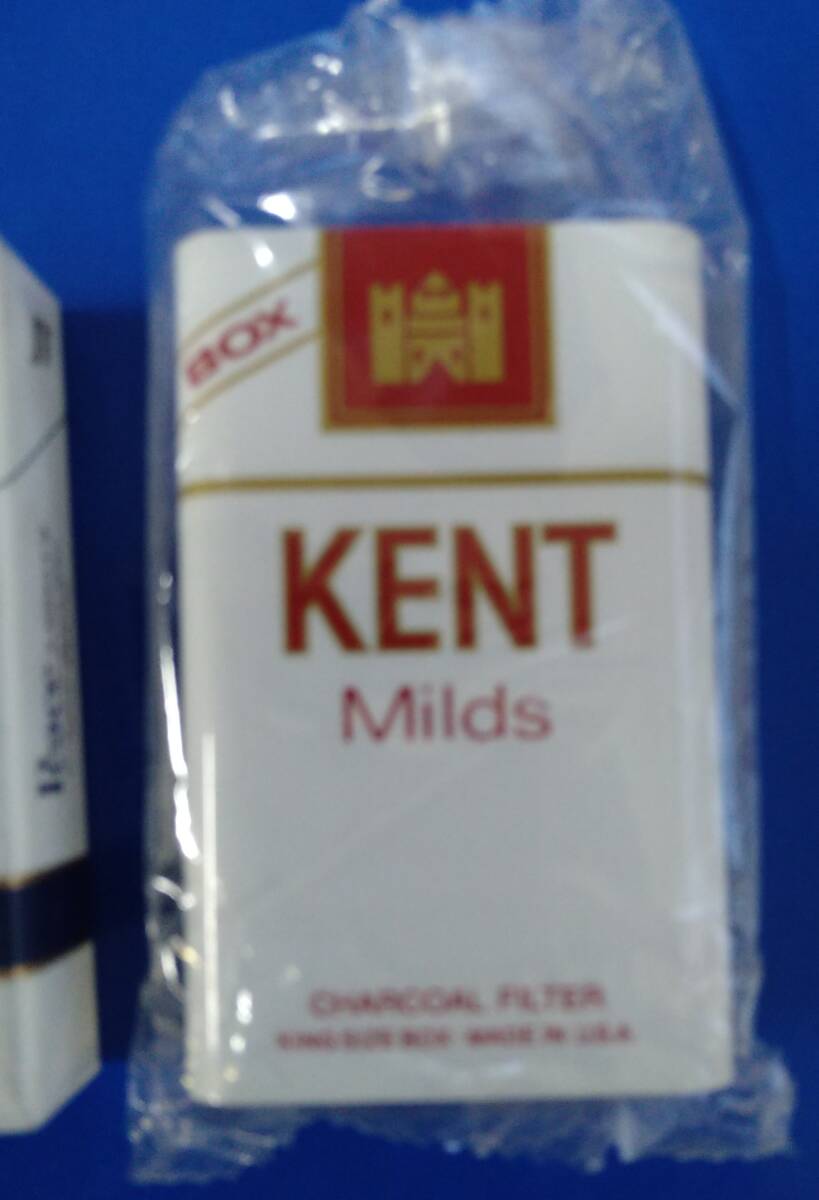 BOX
KENT
Milds
CHARCOAL FILTER
KING SIZE BOX MADE IN U.S.A.